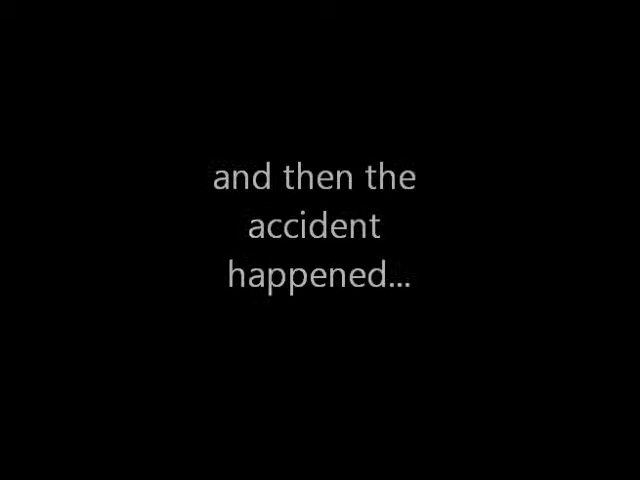 and then the
accident
happened...